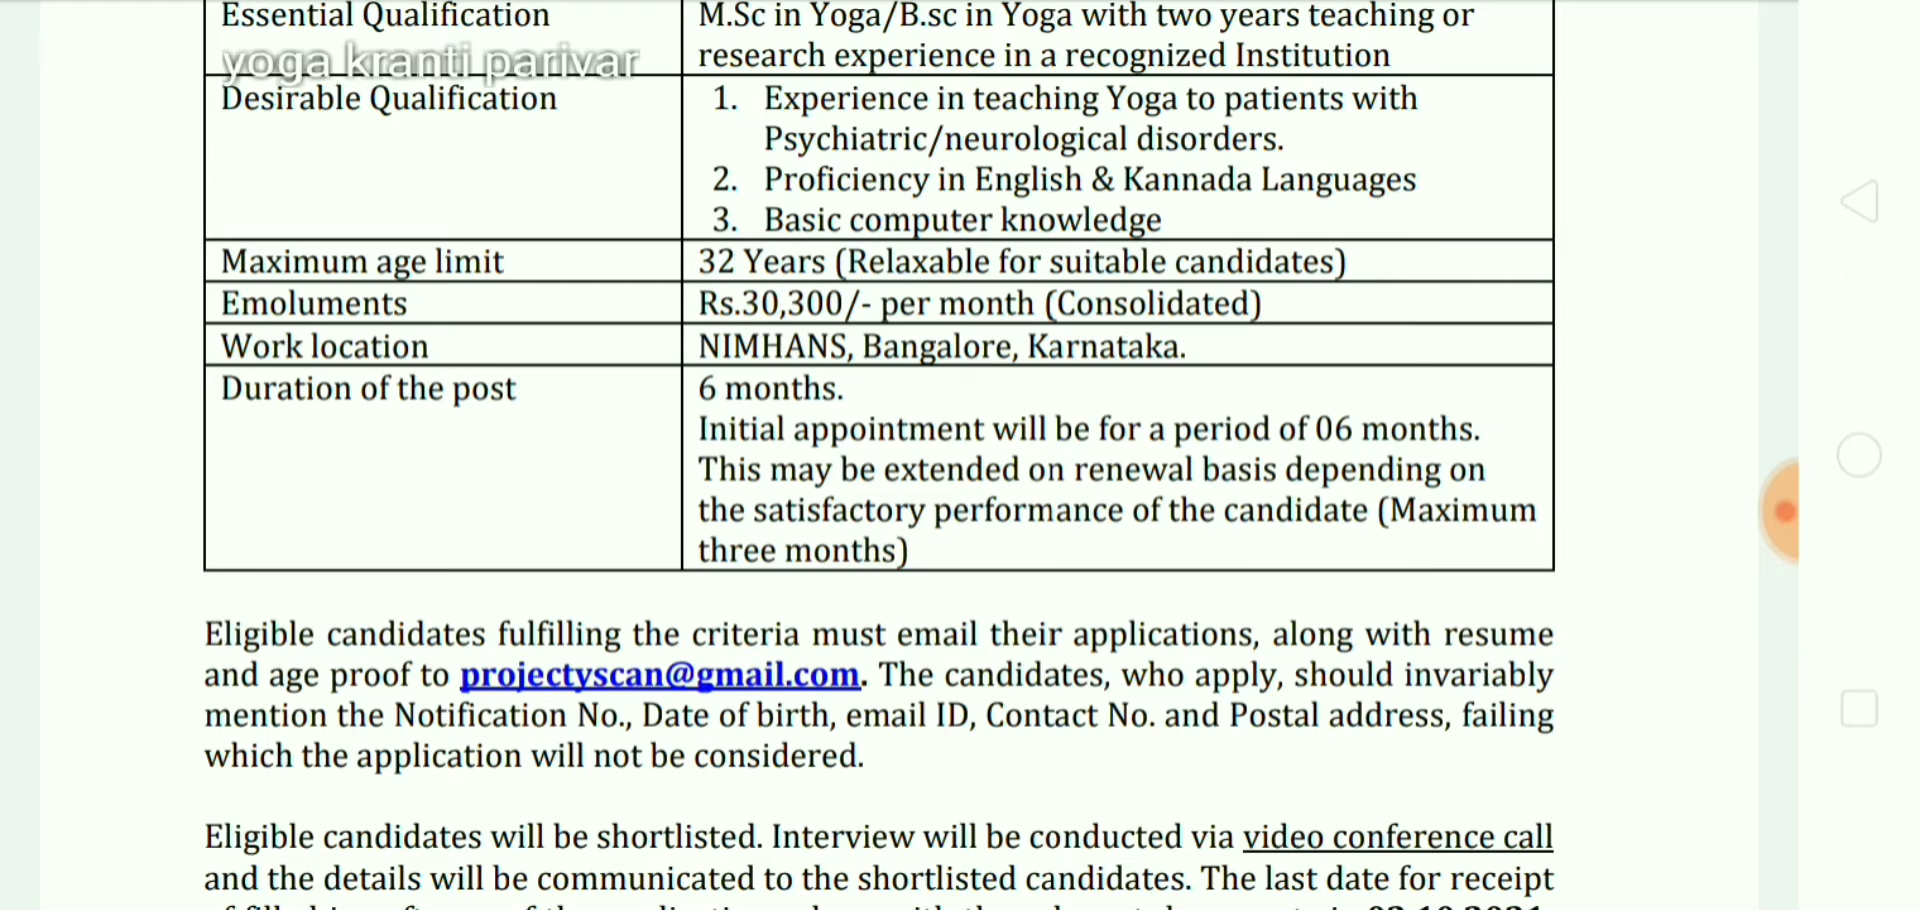 Essential Qualification
M.Sc in Yoga/B.sc in Yoga with two years teaching or
research experience in a recognized Institution
yoga kranti parivar
Desirable Qualification
1. Experience in teaching Yoga to patients with
Psychiatric/neurological disorders.
2. Proficiency in English & Kannada Languages
3. Basic computer knowledge
Maximum age limit
32 Years (Relaxable for suitable candidates)
Emoluments
Rs.30,300/- per month (Consolidated)
Work location
NIMHANS, Bangalore, Karnataka.
Duration of the post
6 months.
Initial appointment will be for a period of 06 months.
This may be extended on renewal basis depending on
the satisfactory performance of the candidate (Maximum
three months)
Eligible candidates fulfilling the criteria must email their applications, along with resume
and age proof to projectyscan@gmail.com. The candidates, who apply, should invariably
mention the Notification No., Date of birth, email ID, Contact No. and Postal address, failing
which the application will not be considered.
Eligible candidates will be shortlisted. Interview will be conducted via video conference call
and the details will be communicated to the shortlisted candidates. The last date for receipt